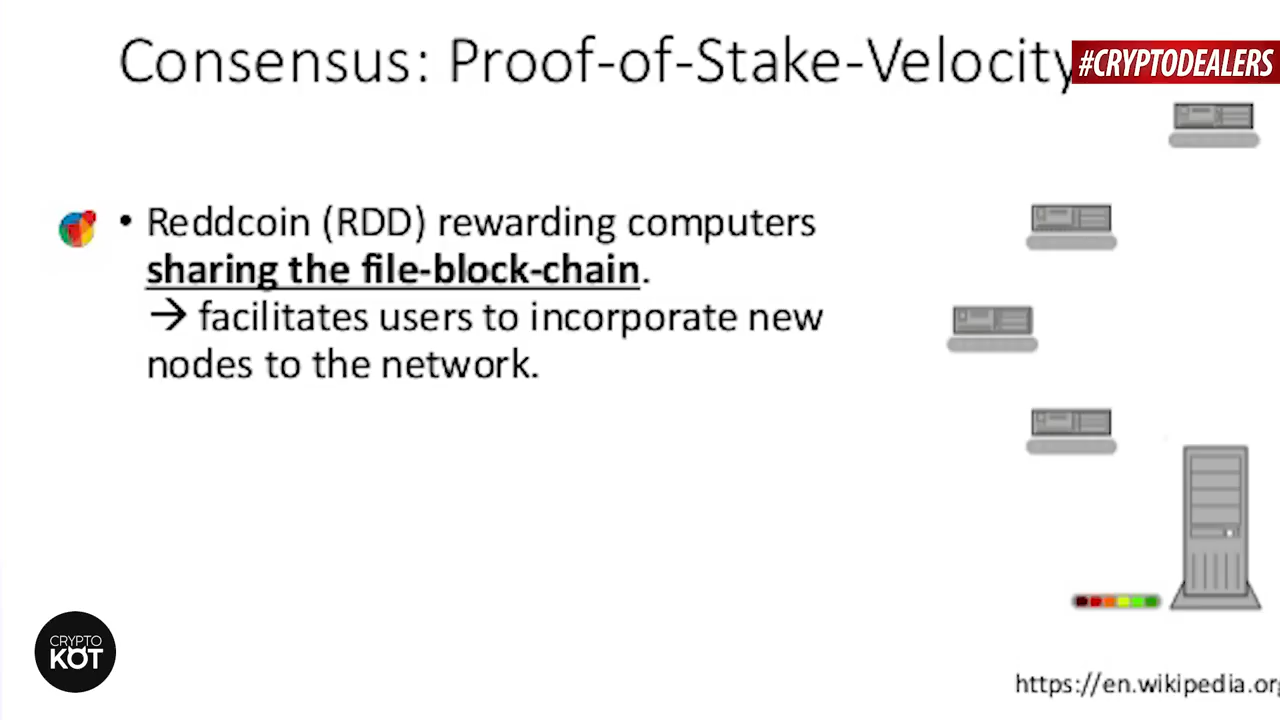 Consensus: Proof-of-Stake-Velocity
#CRYPTODEALERS
• Reddcoin (RDD) rewarding computers
sharing the file-block-chain.
→ facilitates users to incorporate new
nodes to the network.
CRYPTO
KOT
https://en.wikipedia.org